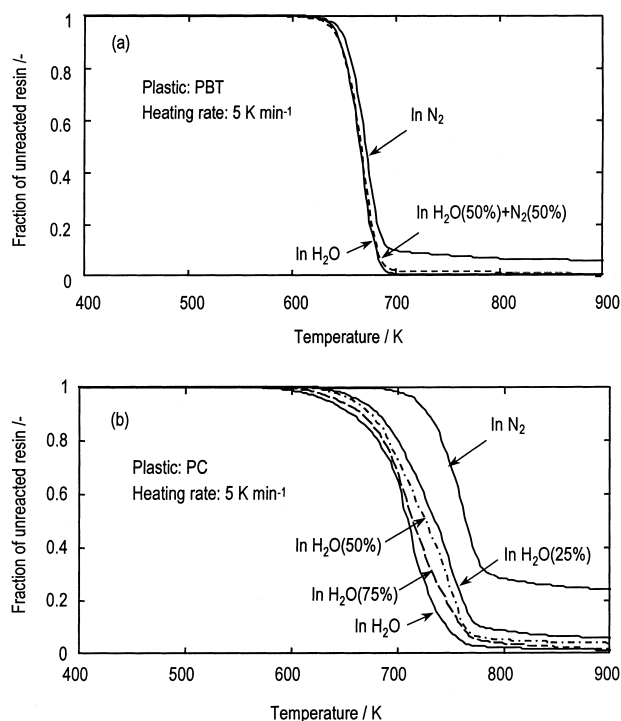 (a)
Plastic: PBT
Heating rate: 5 K min-1
In N2
In H2O(50%)+N2(50%)
In H2O
Fraction of unreacted resin /-
1
0.8
0.6
0.4
0.2
0
400
500
600
700
800
900
Temperature / K
(b)
Plastic: PC
Heating rate: 5 K min-1
In N2
In H2O(50%)
In H2O(25%)
In H2O(75%)
In H2O
Fraction of unreacted resin /-
1
0.8
0.6
0.4
0.2
0
400
500
600
700
800
900
Temperature / K